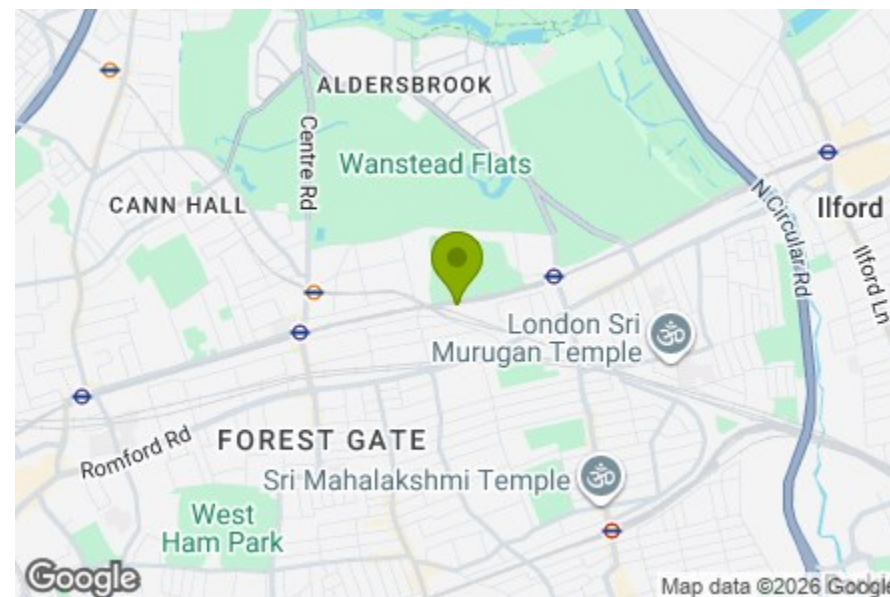 ALDERSBROOK
Centre Rd
Wanstead Flats
CANN HALL
N Circular Rd
Ilford
Ilford Ln
London Sri
Murugan Temple
FOREST GATE
Romford Rd
Sri Mahalakshmi Temple
West
Ham Park
Google
Map data ©2026 Google